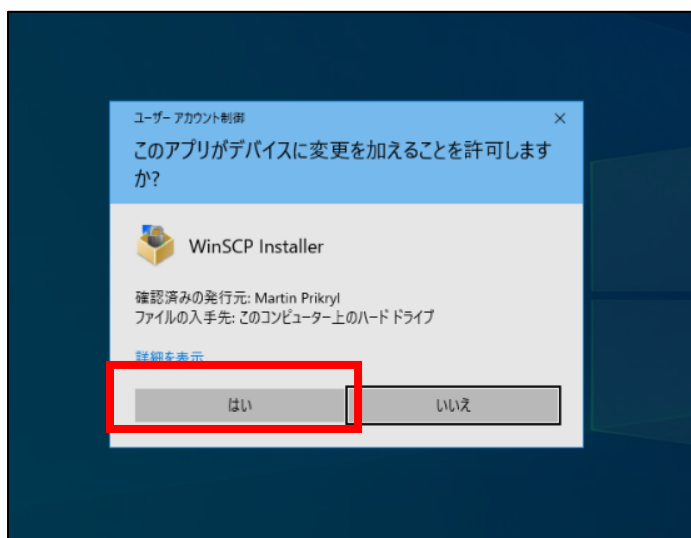 ユーザー アカウント制御
このアプリがデバイスに変更を加えることを許可します
か?
WinSCP Installer
確認済みの発行元: Martin Prikryl
ファイルの入手先: このコンピューター上のハード ドライブ
詳細を表示
はい
いいえ